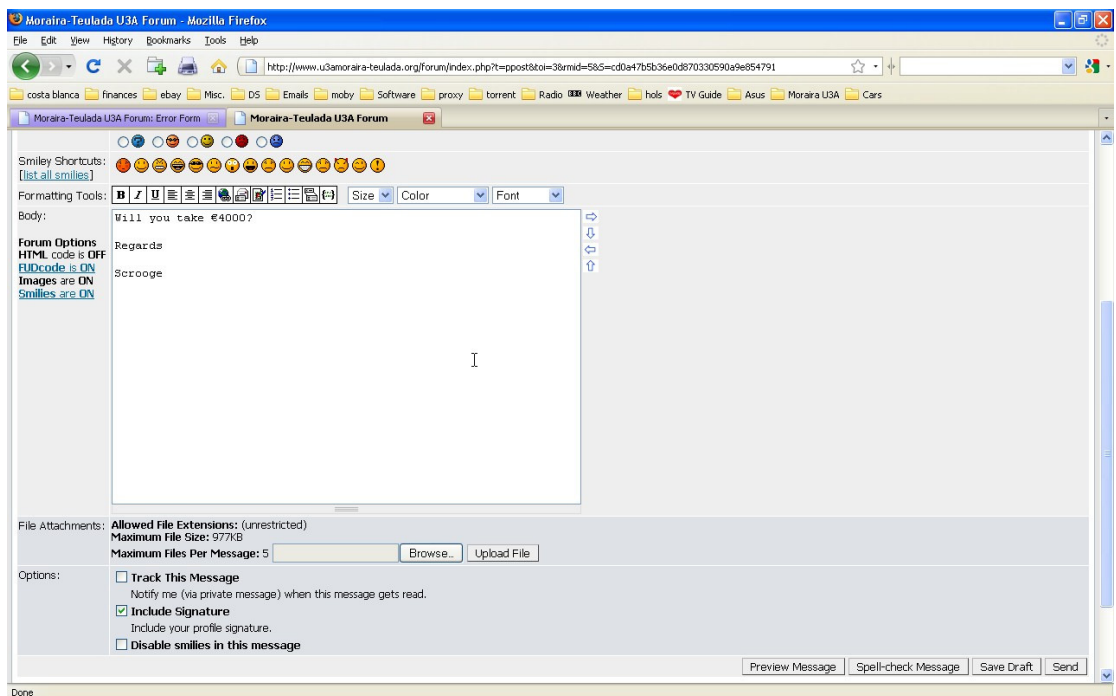 Moraira-Teulada U3A Forum - Mozilla Firefox
File Edit View History Bookmarks Tools Help
http://www.u3amoraira-teulada.org/forum/index.php?t=ppost&toi=3&rmid=5&S=cd0a47b5b36e0d870330590a9e854791
costa blanca finances ebay Misc. DS Emails moby Software proxy torrent Radio BBC Weather hols TV Guide Asus Moraira U3A Cars
Moraira-Teulada U3A Forum: Error Form Moraira-Teulada U3A Forum
Smiley Shortcuts:
[list all smilies]
Formatting Tools: B I U Size Color Font
Body:
Will you take €4000?
Regards
Scrooge
Forum Options
HTML code is OFF
FUDcode is ON
Images are ON
Smilies are ON
File Attachments: Allowed File Extensions: (unrestricted)
Maximum File Size: 977KB
Maximum Files Per Message: 5 Browse... Upload File
Options: Track This Message
Notify me (via private message) when this message gets read.
Include Signature
Include your profile signature.
Disable smilies in this message
Preview Message Spell-check Message Save Draft Send
Done